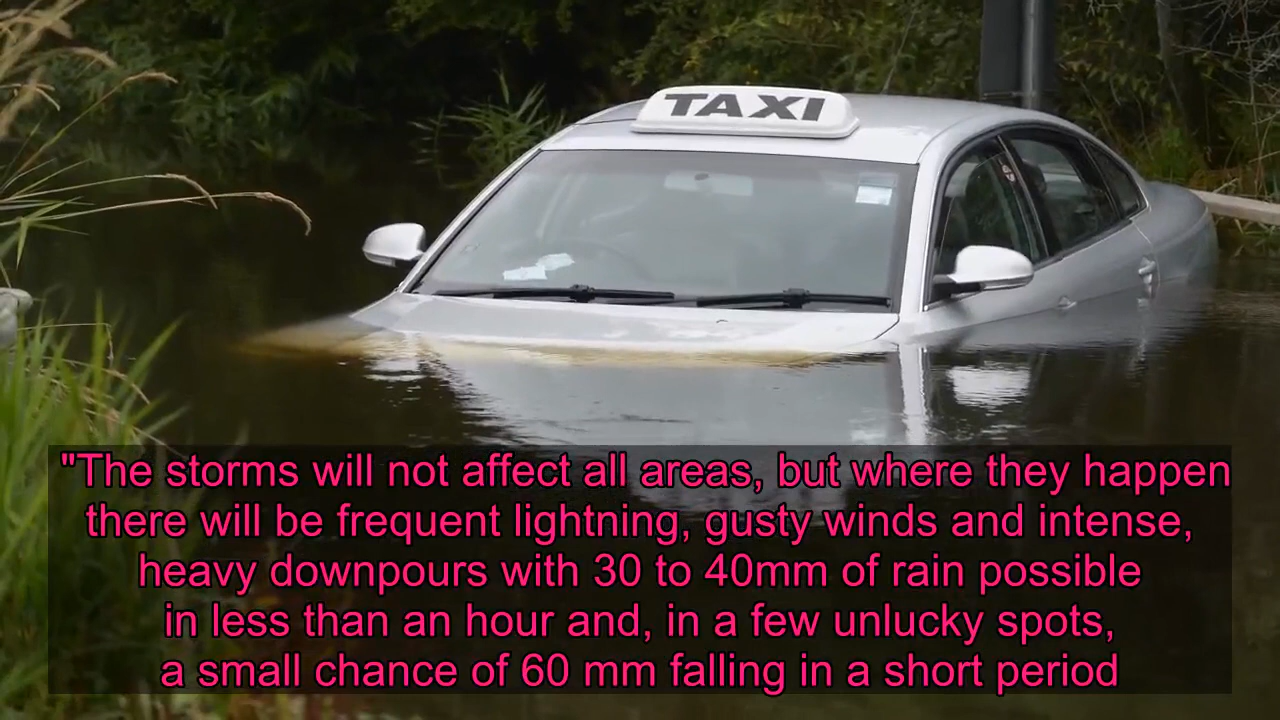 TAXI
"The storms will not affect all areas, but where they happen
there will be frequent lightning, gusty winds and intense,
heavy downpours with 30 to 40mm of rain possible
in less than an hour and, in a few unlucky spots,
a small chance of 60 mm falling in a short period